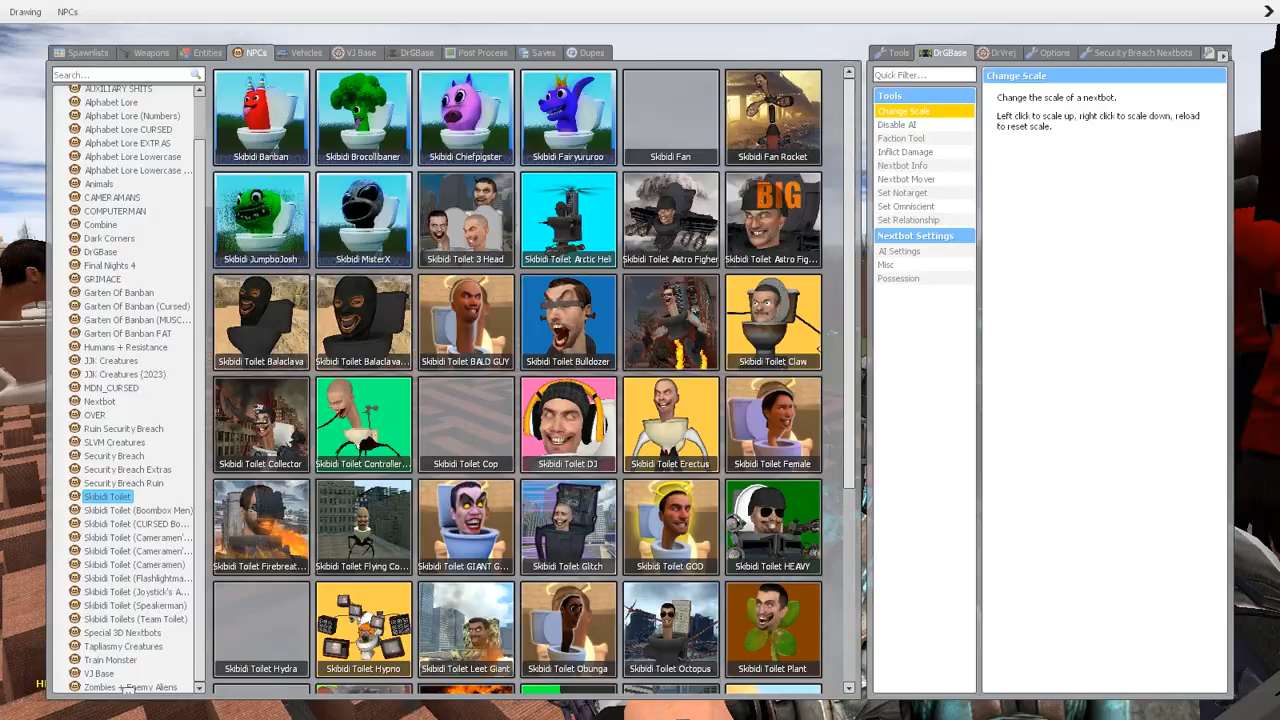 Drawing NPCs
Spawnlists Weapons Entities NPCs Vehicles VJ Base DrGBase Post Process Saves Dupes
Search...
AUXILIARY SHITS
Alphabet Lore
Alphabet Lore (Numbers)
Alphabet Lore CURSED
Alphabet Lore EXTRAS
Alphabet Lore Lowercase
Alphabet Lore Lowercase ...
Animals
CAMERAMANS
COMPUTERMAN
Combine
Dark Corners
DrGBase
Final Nights 4
GRIMACE
Garten Of Banban
Garten Of Banban (Cursed)
Garten Of Banban (MUSC...
Garten Of Banban FAT
Humans + Resistance
JJK Creatures
JJK Creatures (2023)
MDN_CURSED
Nextbot
OVER
Ruin Security Breach
SLVM Creatures
Security Breach
Security Breach Extras
Security Breach Ruin
Skibidi Toilet
Skibidi Toilet (Boombox Men)
Skibidi Toilet (CURSED Bo...
Skibidi Toilet (Cameramen'...
Skibidi Toilet (Cameramen'...
Skibidi Toilet (Cameramen)
Skibidi Toilet (Flashlightma...
Skibidi Toilet (Joystick's A...
Skibidi Toilet (Speakerman)
Skibidi Toilets (Team Toilet)
Special 3D Nextbots
Tapliasmy Creatures
Train Monster
VJ Base
Zombies + Enemy Aliens
Skibidi Banban Skibidi Brocollbaner Skibidi Chiefpigster Skibidi Fairyururoo Skibidi Fan Skibidi Fan Rocket
BIG
Skibidi JumpboJosh Skibidi MisterX Skibidi Toilet 3 Head Skibidi Toilet Arctic Heli Skibidi Toilet Astro Figher Skibidi Toilet Astro Fig...
Skibidi Toilet Balaclava Skibidi Toilet Balaclava... Skibidi Toilet BALD GUY Skibidi Toilet Bulldozer Skibidi Toilet Claw
Skibidi Toilet Collector Skibidi Toilet Controller... Skibidi Toilet Cop Skibidi Toilet DJ Skibidi Toilet Erectus Skibidi Toilet Female
Skibidi Toilet Firebreat... Skibidi Toilet Flying Co... Skibidi Toilet GIANT G... Skibidi Toilet Glitch Skibidi Toilet GOD Skibidi Toilet HEAVY
Skibidi Toilet Hydra Skibidi Toilet Hypno Skibidi Toilet Leet Giant Skibidi Toilet Obunga Skibidi Toilet Octopus Skibidi Toilet Plant
Tools DrGBase DrVrej Options Security Breach Nextbots
Quick Filter...
Tools
Change Scale
Disable AI
Faction Tool
Inflict Damage
Nextbot Info
Nextbot Mover
Set Notarget
Set Omniscient
Set Relationship
Nextbot Settings
AI Settings
Misc
Possession
Change Scale
Change the scale of a nextbot.
Left click to scale up, right click to scale down, reload
to reset scale.